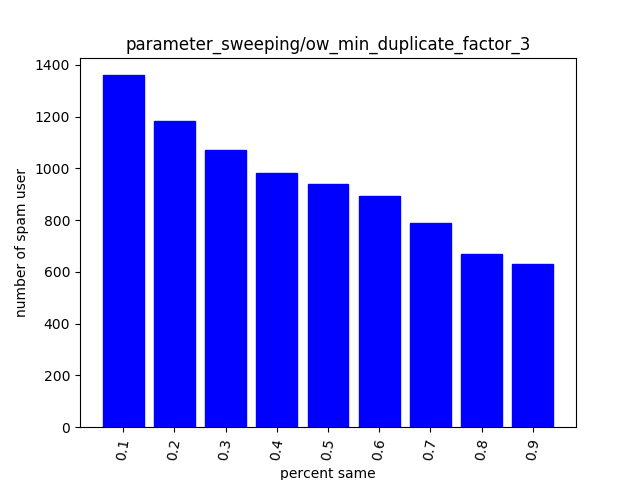 parameter_sweeping/ow_min_duplicate_factor_3
1400
1200
1000
800
600
400
200
0
number of spam user
0.1 0.2 0.3 0.4 0.5 0.6 0.7 0.8 0.9
percent same